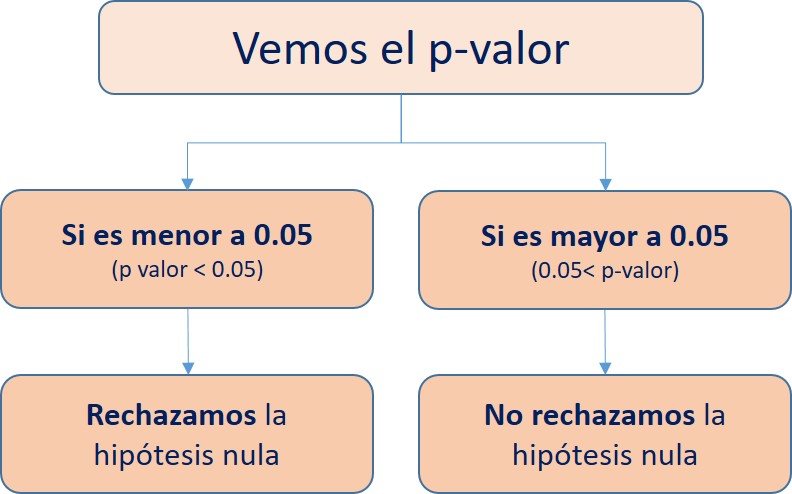 Vemos el p-valor
Si es menor a 0.05
(p valor < 0.05)
Si es mayor a 0.05
(0.05< p-valor)
Rechazamos la
hipótesis nula
No rechazamos la
hipótesis nula